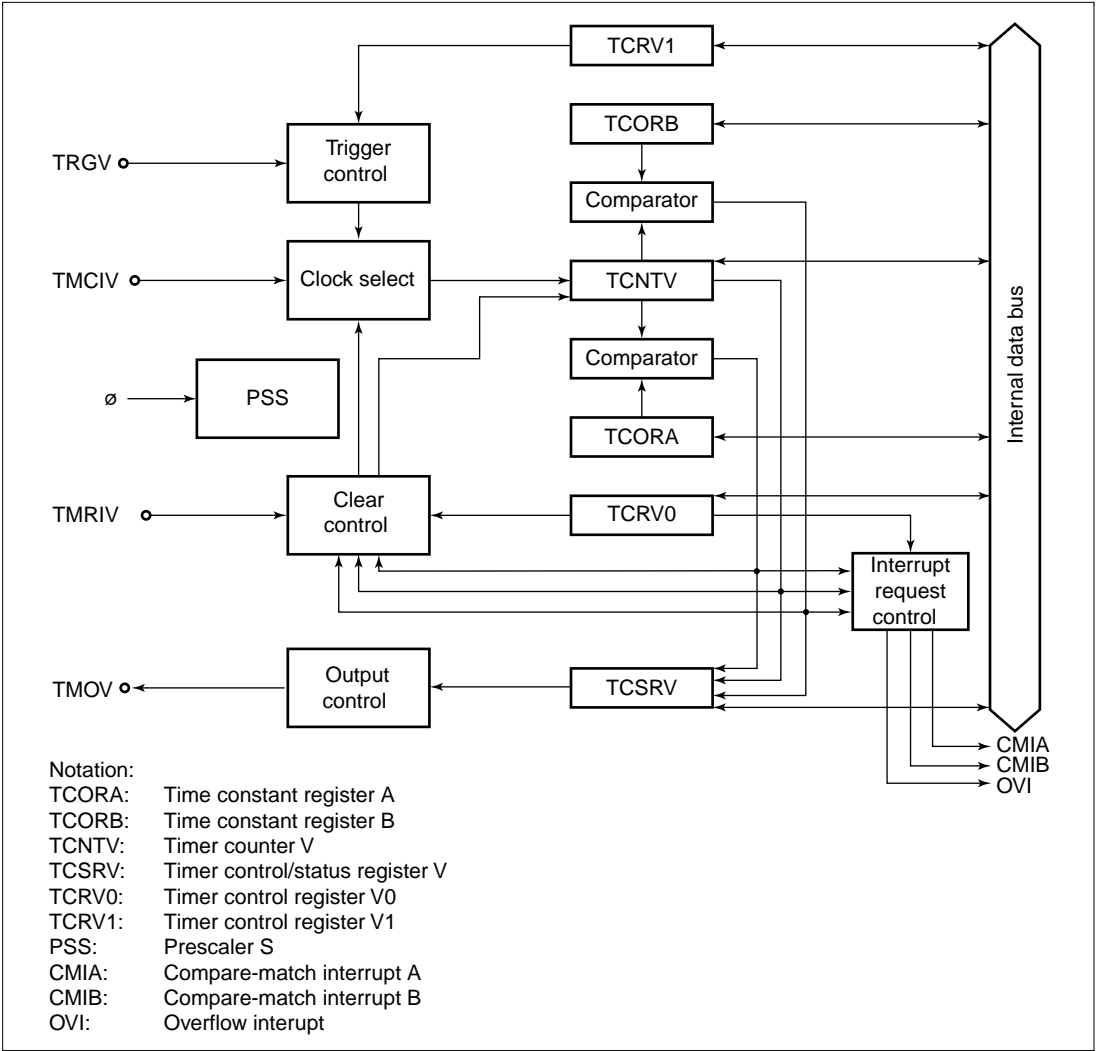 TCRV1
TCORB
Trigger
control
TRGV
Comparator
Clock select
TMCIV
TCNTV
Internal data bus
Comparator
ø
PSS
TCORA
Clear
control
TMRIV
TCRV0
Interrupt
request
control
Output
control
TMOV
TCSRV
CMIA
CMIB
OVI
Notation:
TCORA: Time constant register A
TCORB: Time constant register B
TCNTV: Timer counter V
TCSRV: Timer control/status register V
TCRV0: Timer control register V0
TCRV1: Timer control register V1
PSS: Prescaler S
CMIA: Compare-match interrupt A
CMIB: Compare-match interrupt B
OVI: Overflow interupt